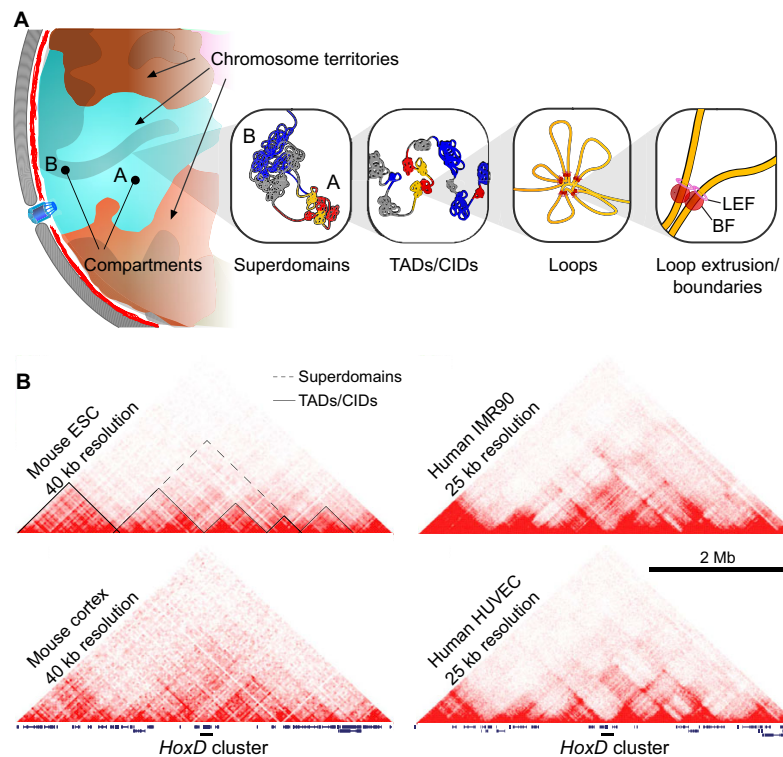 A
Chromosome territories
B
A
Compartments
B
A
Superdomains
TADs/CIDs
Loops
LEF
BF
Loop extrusion/
boundaries
B
Superdomains
TADs/CIDs
Mouse ESC
40 kb resolution
Human IMR90
25 kb resolution
Mouse cortex
40 kb resolution
2 Mb
Human HUVEC
25 kb resolution
HoxD cluster
HoxD cluster